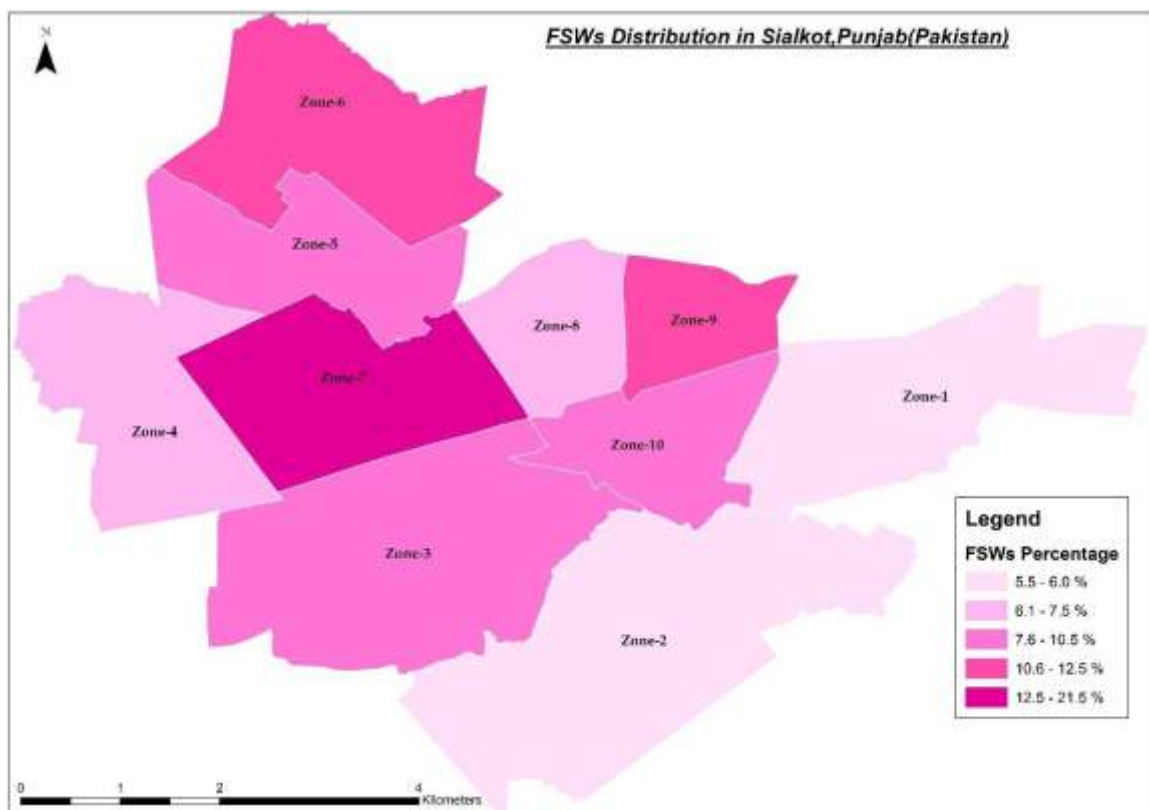 N
FSWs Distribution in Sialkot,Punjab(Pakistan)
Zone-6
Zone-5
Zone-8
Zone-9
Zone-7
Zone-1
Zone-4
Zone-10
Zone-3
Zone-2
Legend
FSWs Percentage
5.5 - 6.0 %
6.1 - 7.5 %
7.6 - 10.5 %
10.6 - 12.5 %
12.5 - 21.5 %
0 1 2 4
Kilometers